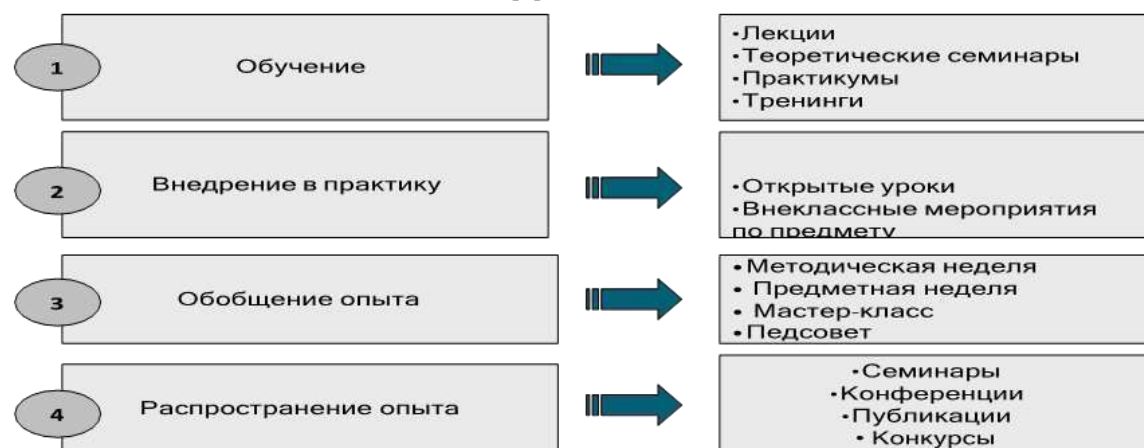 1
Обучение
•Лекции
•Теоретические семинары
•Практикумы
•Тренинги
2
Внедрение в практику
•Открытые уроки
•Внеклассные мероприятия
по предмету
3
Обобщение опыта
• Методическая неделя
• Предметная неделя
• Мастер-класс
• Педсовет
4
Распространение опыта
•Семинары
•Конференции
•Публикации
• Конкурсы